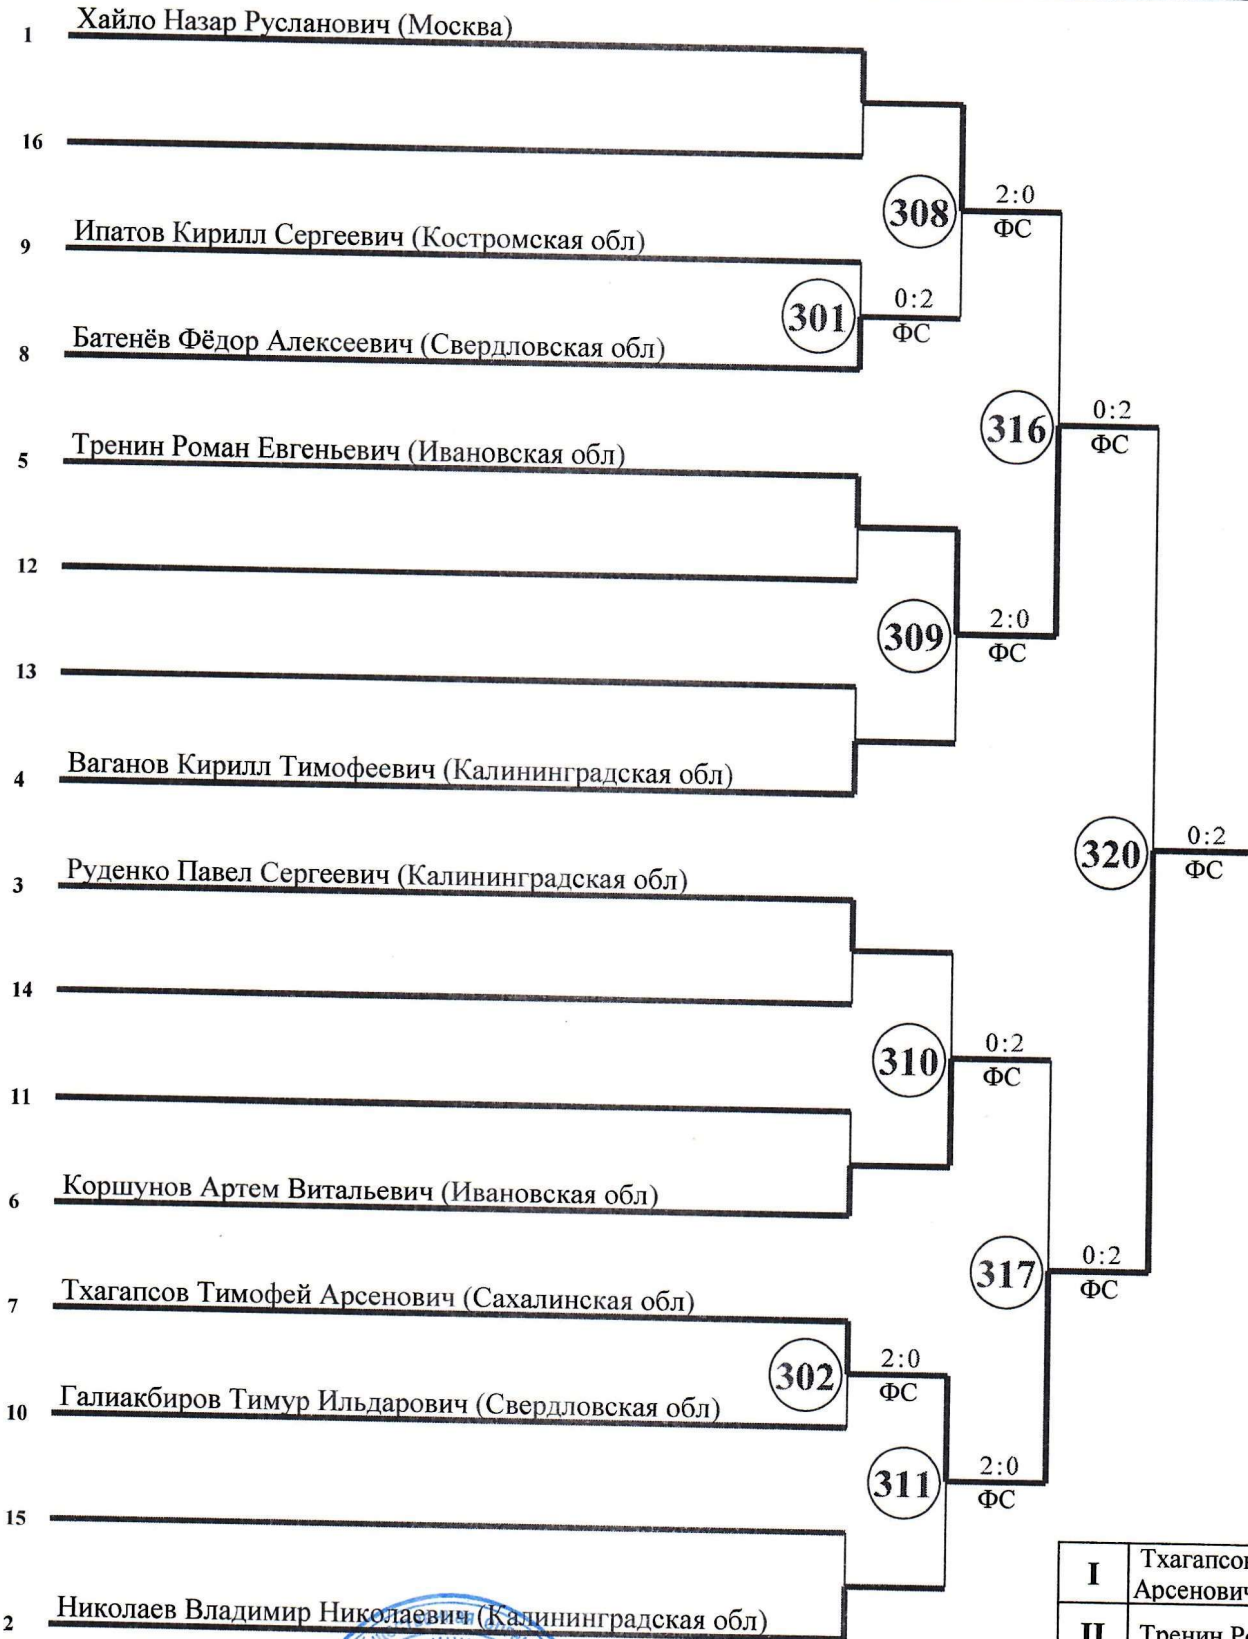 Хайло Назар Русланович (Москва)
1
16
308
2:0
ФС
Ипатов Кирилл Сергеевич (Костромская обл)
9
301
0:2
ФС
Батенёв Фёдор Алексеевич (Свердловская обл)
8
316
0:2
ФС
Тренин Роман Евгеньевич (Ивановская обл)
5
12
309
2:0
ФС
13
Ваганов Кирилл Тимофеевич (Калининградская обл)
4
320
0:2
ФС
Руденко Павел Сергеевич (Калининградская обл)
3
14
310
0:2
ФС
11
Коршунов Артем Витальевич (Ивановская обл)
6
317
0:2
ФС
Тхагапсов Тимофей Арсенович (Сахалинская обл)
7
302
2:0
ФС
Галиакбиров Тимур Ильдарович (Свердловская обл)
10
311
2:0
ФС
15
I
Тхагапсов
Арсенович
Николаев Владимир Николаевич (Калининградская обл)
2
II
Тренин